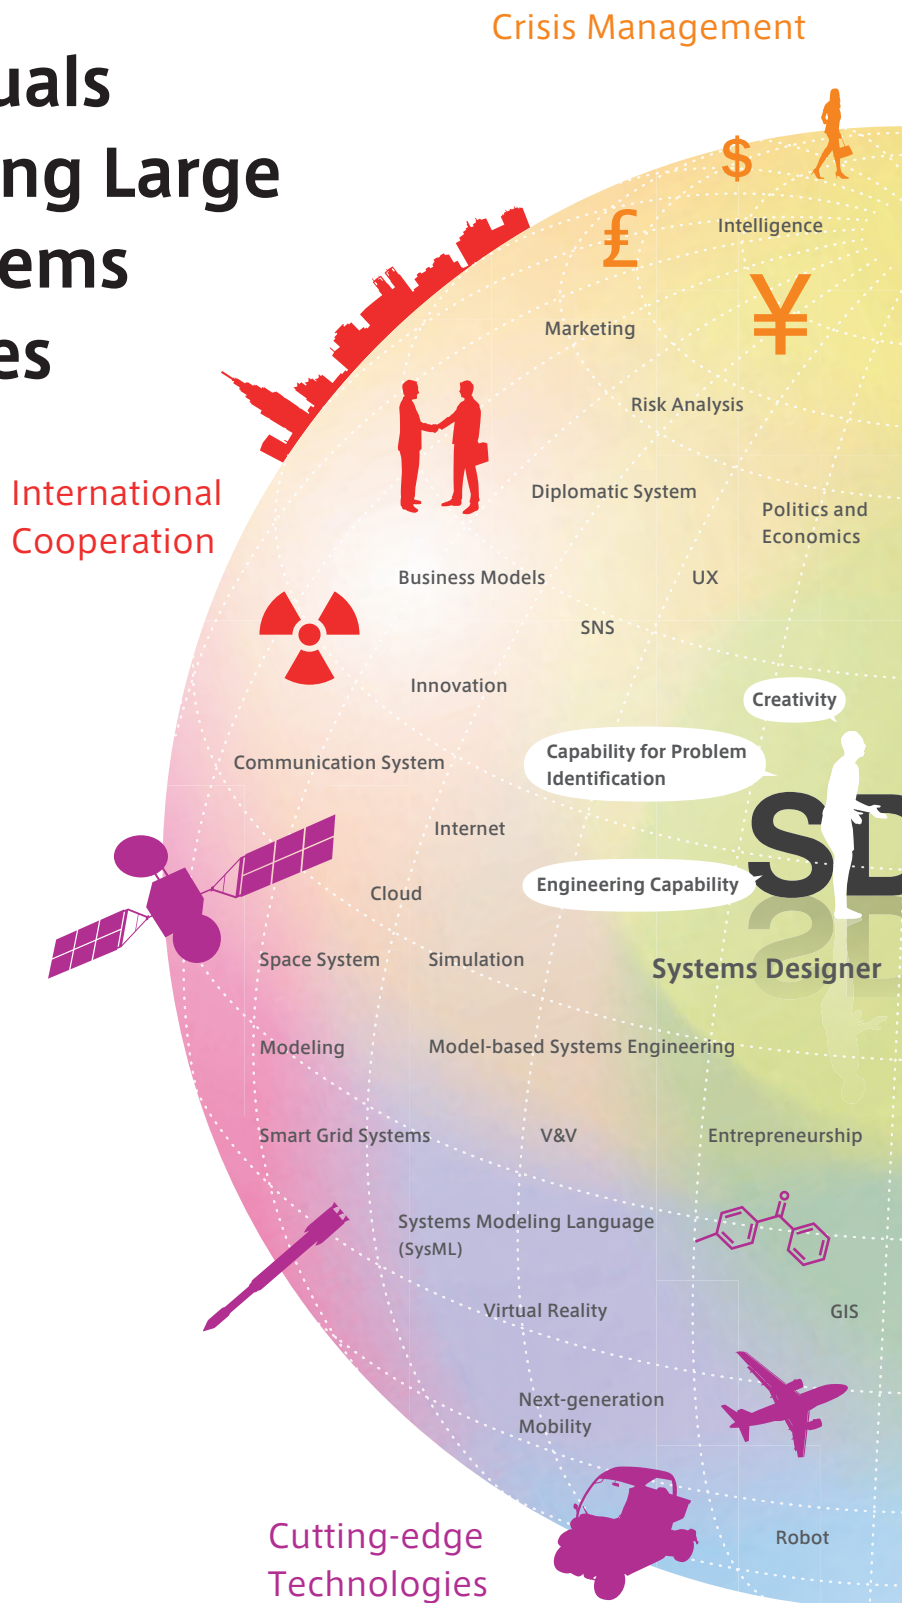 Crisis Management
uals
ng Large
ems
es
$
Intelligence
£
¥
Marketing
Risk Analysis
International
Cooperation
Diplomatic System
Politics and
Economics
Business Models
UX
SNS
Innovation
Creativity
Capability for Problem
Identification
Communication System
Internet
SD
Engineering Capability
Cloud
Space System
Simulation
Systems Designer
Modeling
Model-based Systems Engineering
Smart Grid Systems
V&V
Entrepreneurship
Systems Modeling Language
(SysML)
Virtual Reality
GIS
Next-generation
Mobility
Cutting-edge
Technologies
Robot